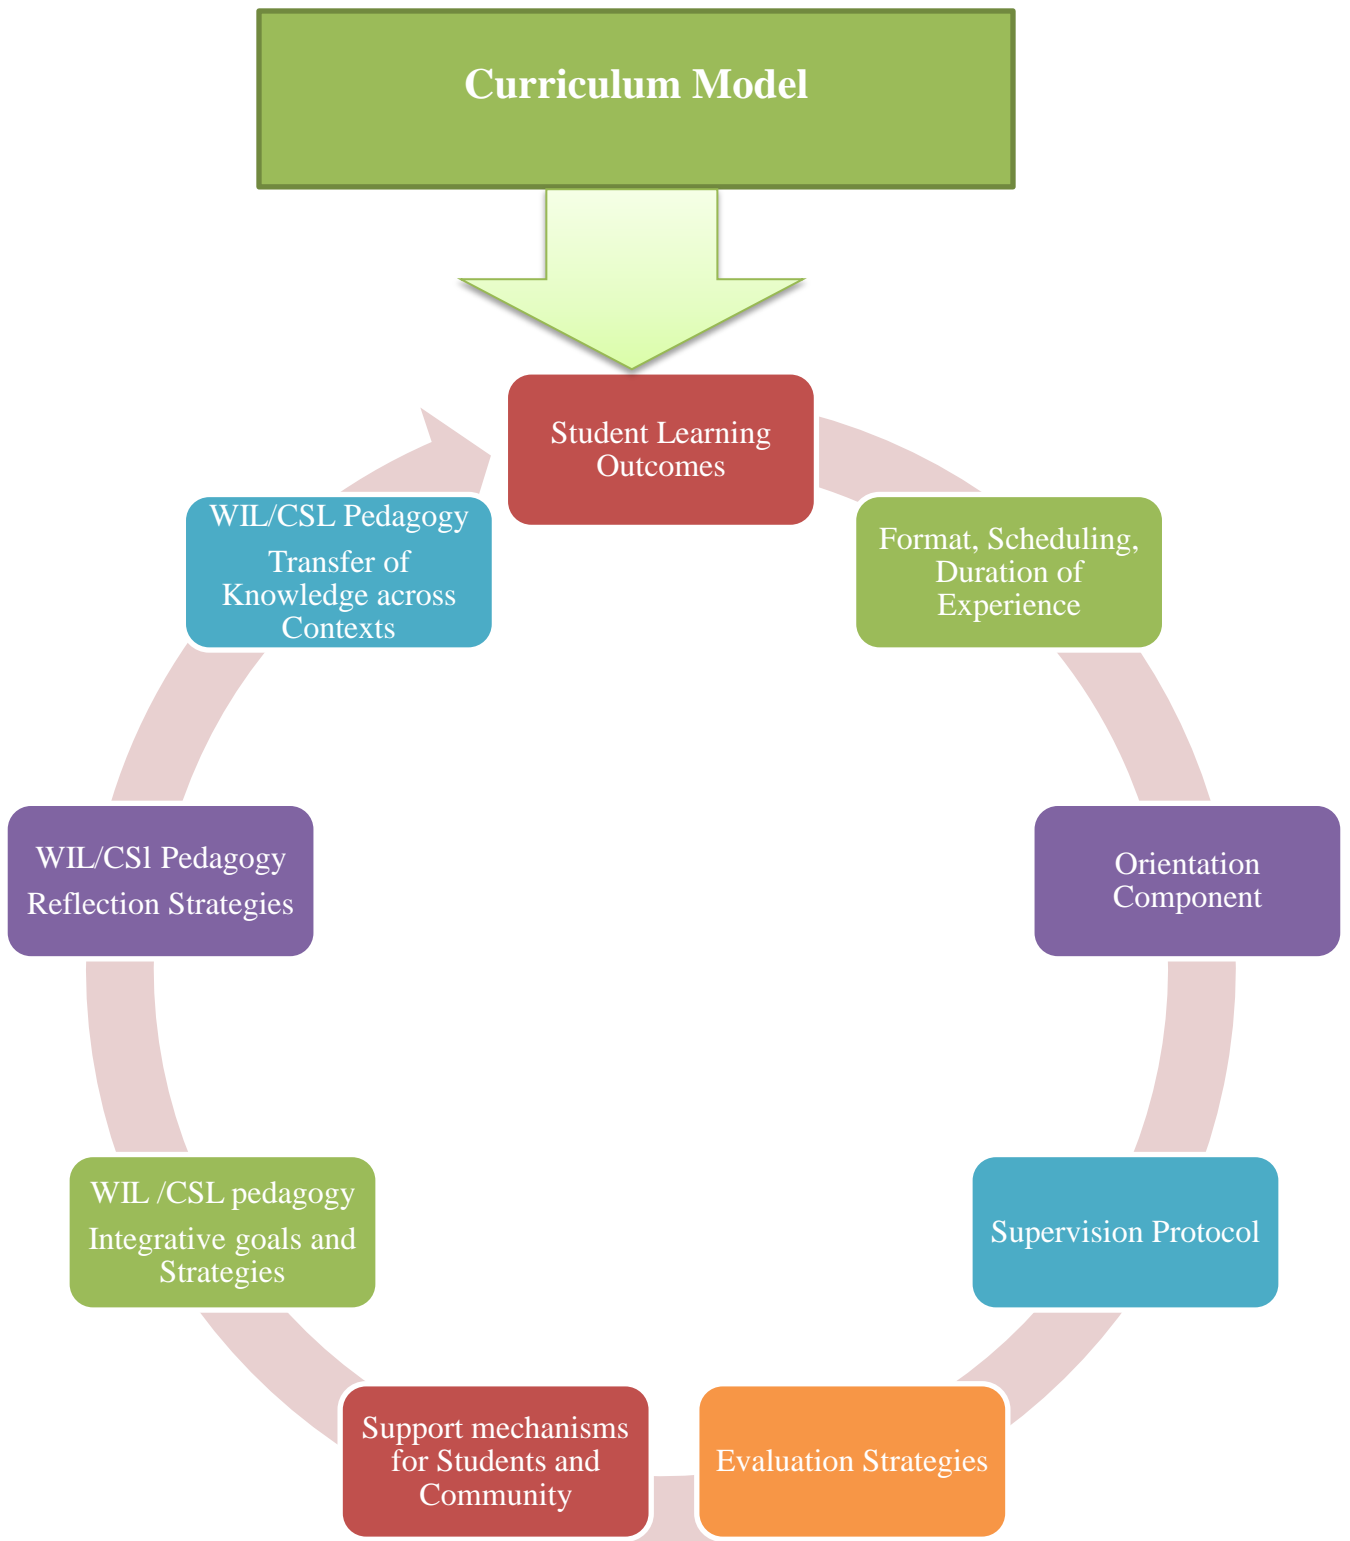 Curriculum Model
Student Learning
Outcomes
Format, Scheduling,
Duration of
Experience
Orientation
Component
Supervision Protocol
Evaluation Strategies
Support mechanisms
for Students and
Community
WIL /CSL pedagogy
Integrative goals and
Strategies
WIL/CSl Pedagogy
Reflection Strategies
WIL/CSL Pedagogy
Transfer of
Knowledge across
Contexts